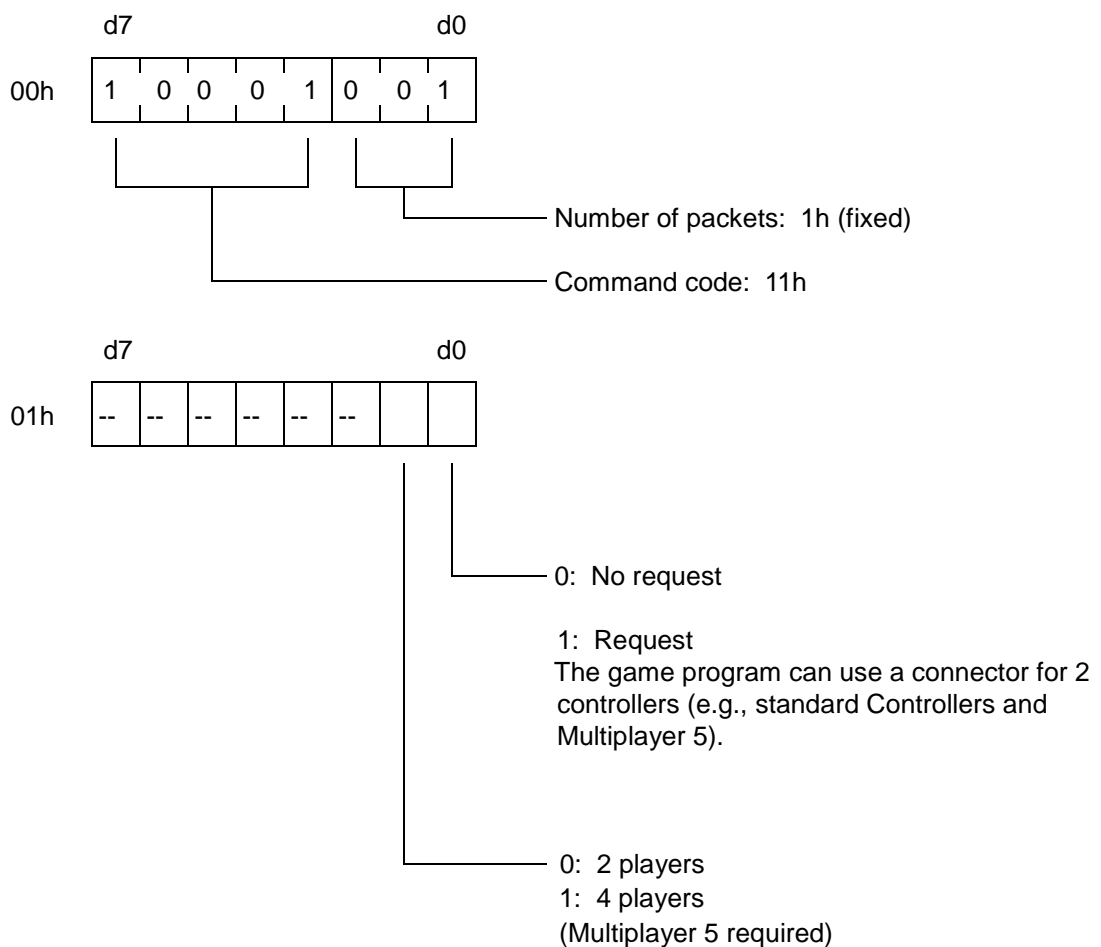 d7 d0
00h 1 0 0 0 1 0 0 1
Number of packets: 1h (fixed)
Command code: 11h
d7 d0
01h -- -- -- -- -- --
0: No request
1: Request
The game program can use a connector for 2
controllers (e.g., standard Controllers and
Multiplayer 5).
0: 2 players
1: 4 players
(Multiplayer 5 required)